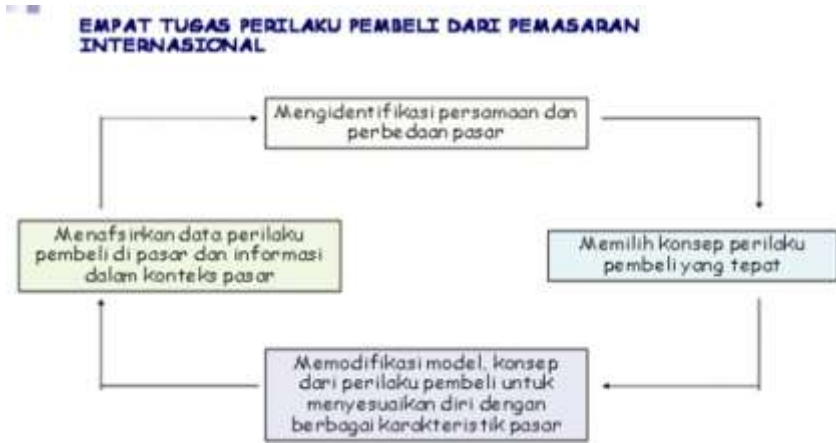 EMPAT TUGAS PERILAKU PEMBELI DARI PEMASARAN
INTERNASIONAL
Mengidentifikasi persamaan dan
perbedaan pasar
Menafsirkan data perilaku
pembeli di pasar dan informasi
dalam konteks pasar
Memilih konsep perilaku
pembeli yang tepat
Memodifikasi model, konsep
dari perilaku pembeli untuk
menyesuaikan diri dengan
berbagai karakteristik pasar